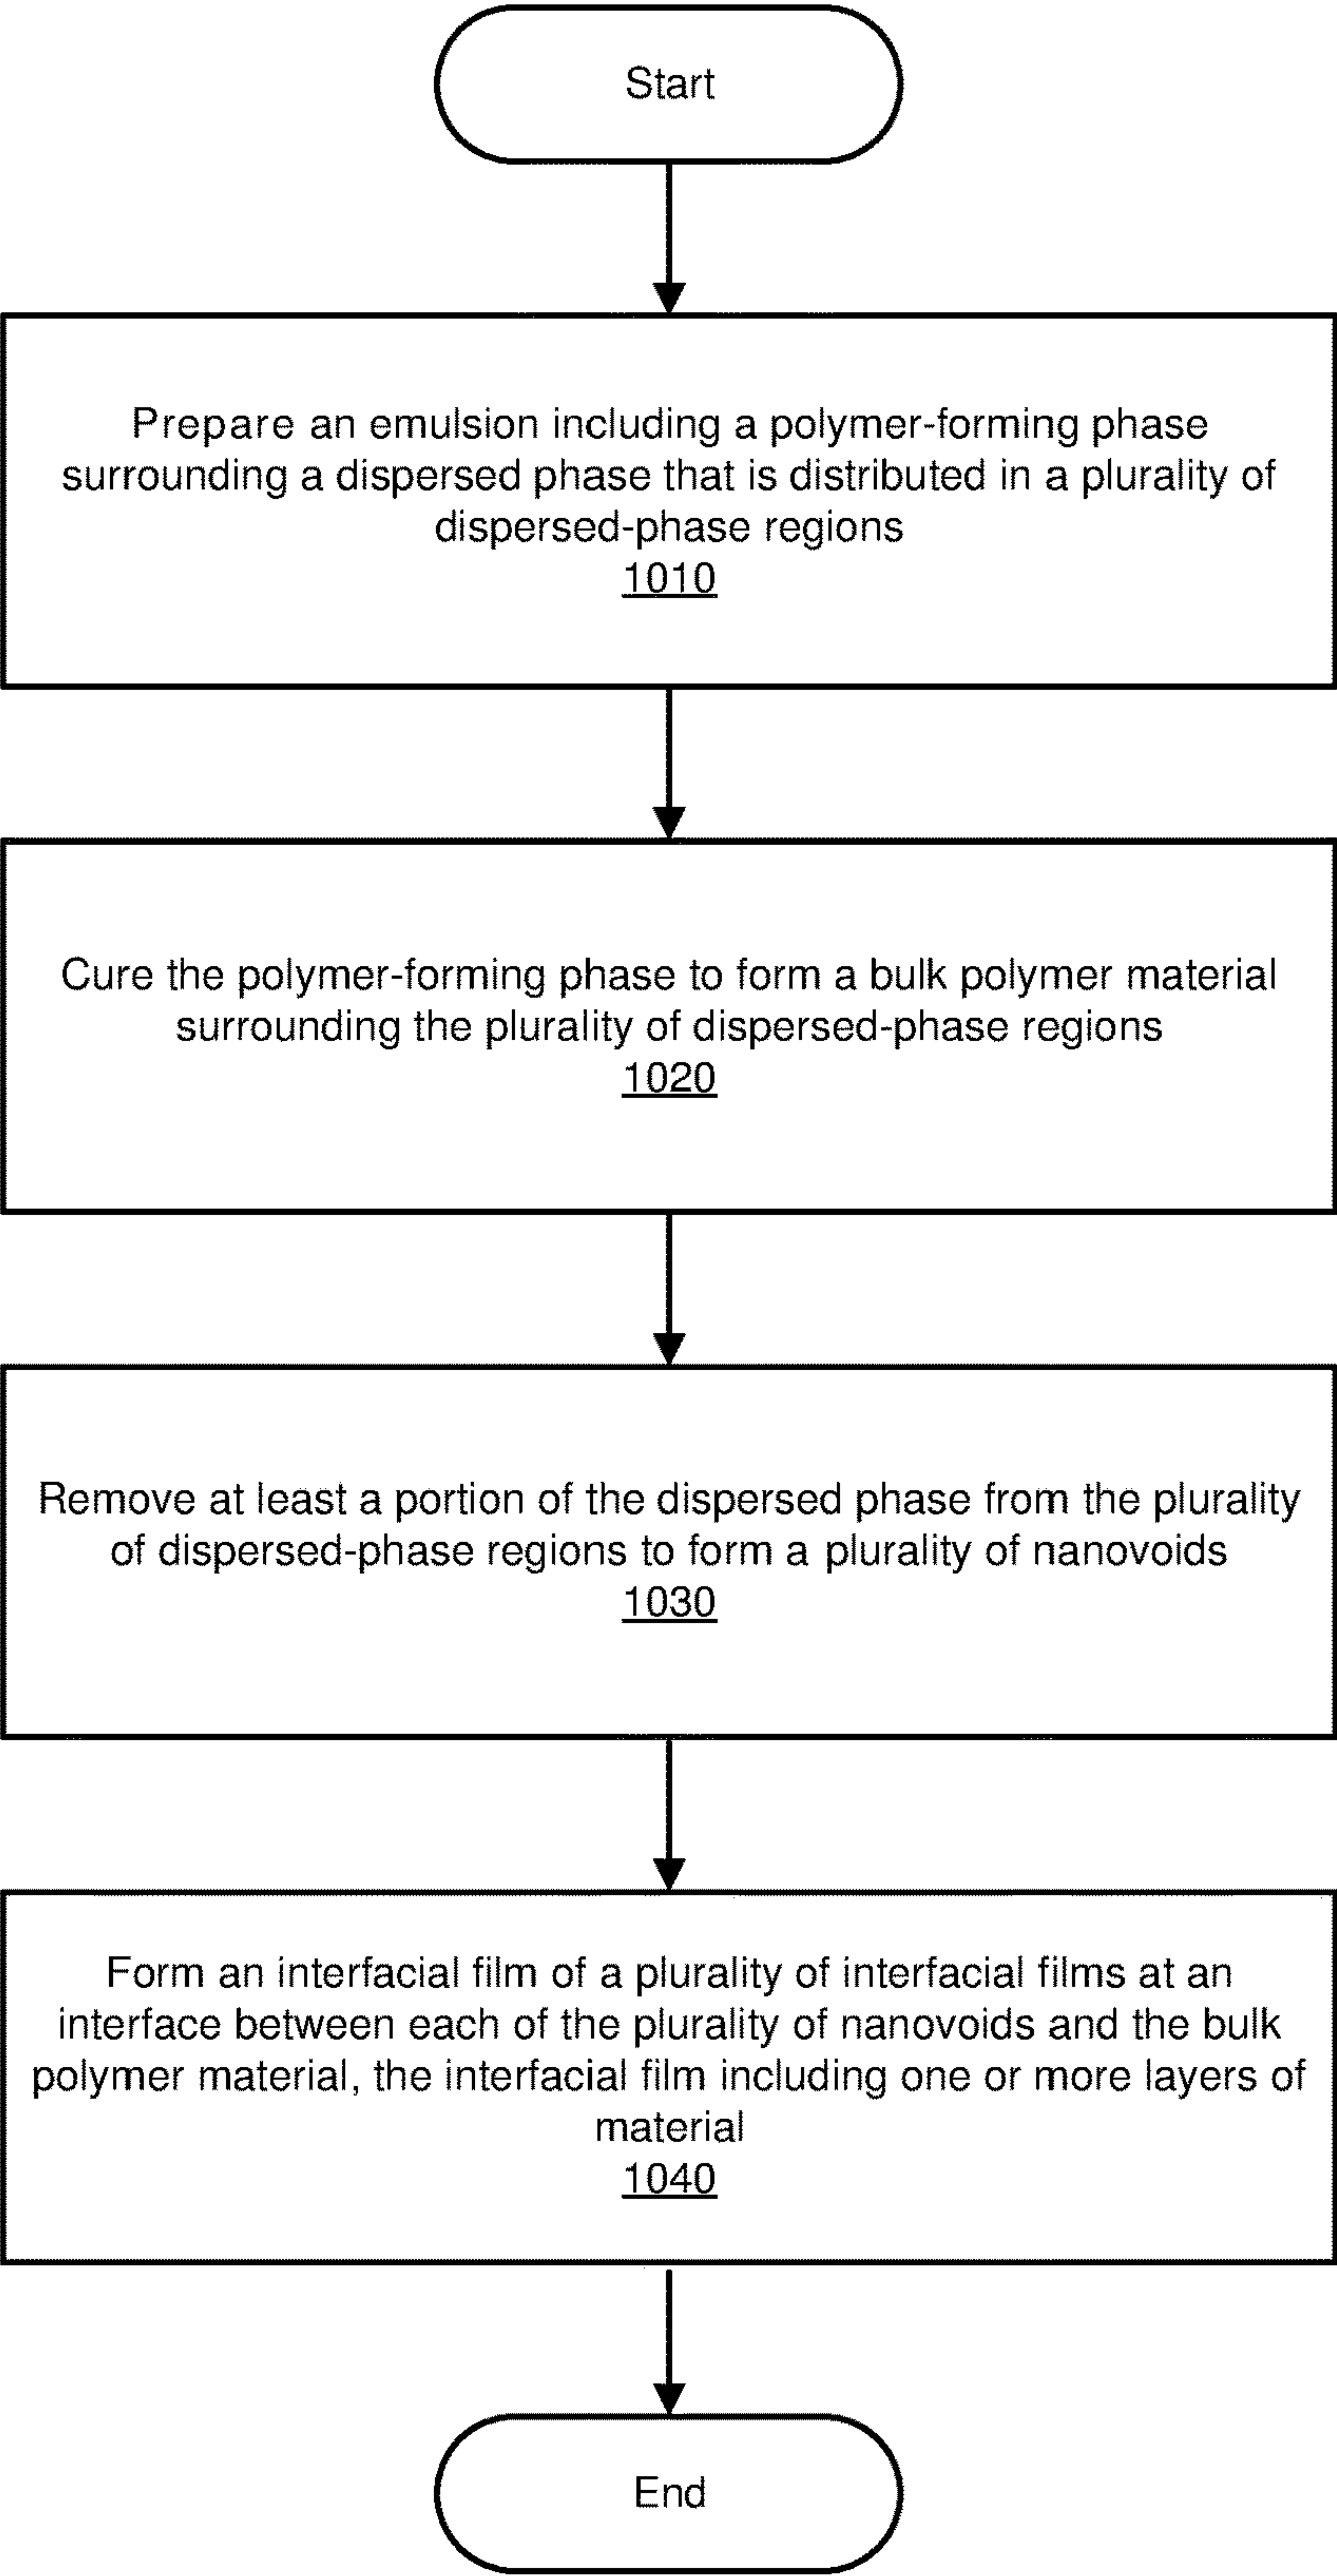 Start
Prepare an emulsion including a polymer-forming phase
surrounding a dispersed phase that is distributed in a plurality of
dispersed-phase regions
1010
Cure the polymer-forming phase to form a bulk polymer material
surrounding the plurality of dispersed-phase regions
1020
Remove at least a portion of the dispersed phase from the plurality
of dispersed-phase regions to form a plurality of nanovoids
1030
Form an interfacial film of a plurality of interfacial films at an
interface between each of the plurality of nanovoids and the bulk
polymer material, the interfacial film including one or more layers of
material
1040
End